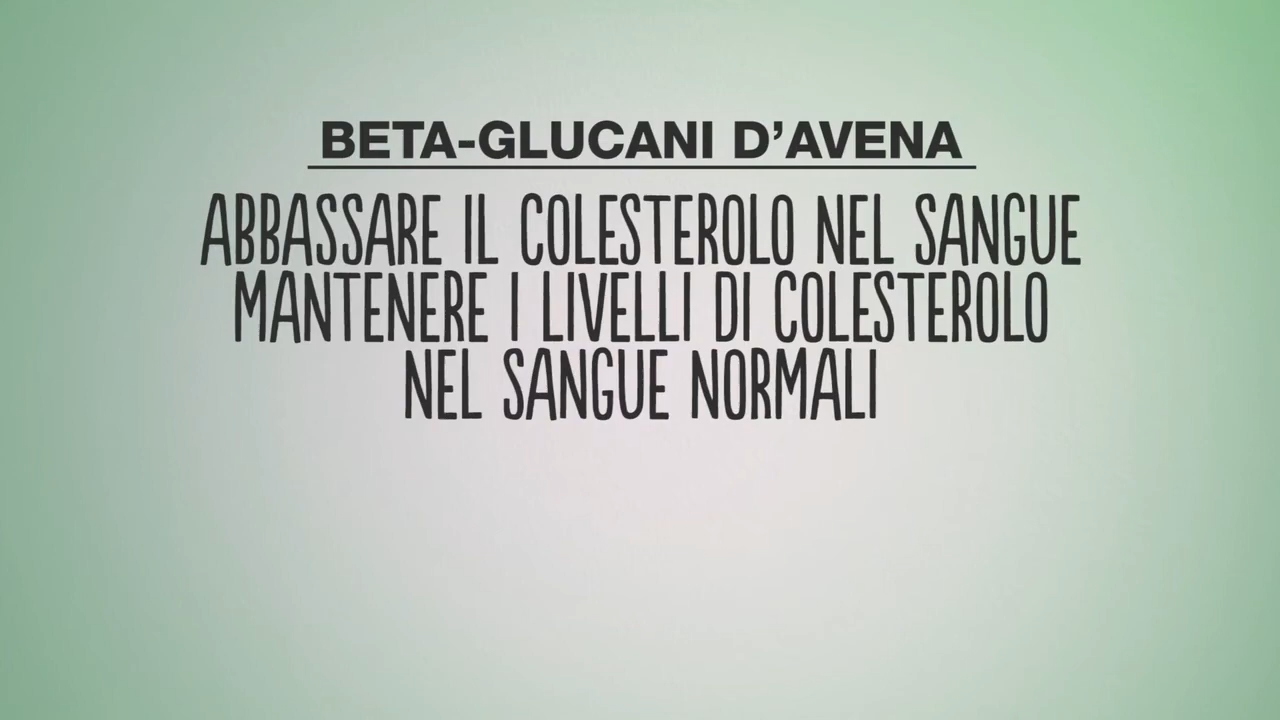 BETA-GLUCANI D’AVENA
ABBASSARE IL COLESTEROLO NEL SANGUE
MANTENERE I LIVELLI DI COLESTEROLO
NEL SANGUE NORMALI